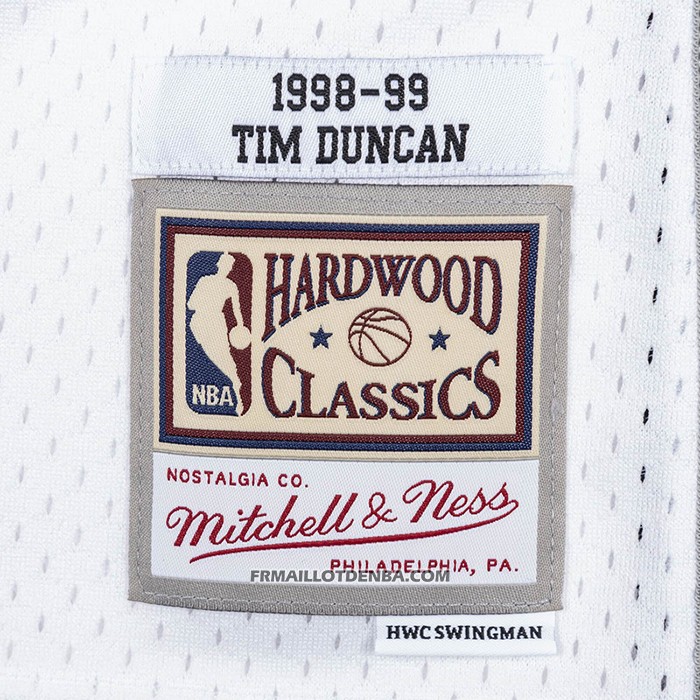 1998-99
TIM DUNCAN
HARDWOOD
CLASSICS
NBA
NOSTALGIA CO.
Mitchell & Ness
PHILADELPHIA, PA.
FRMAILLOTDENBA.COM
HWC SWINGMAN